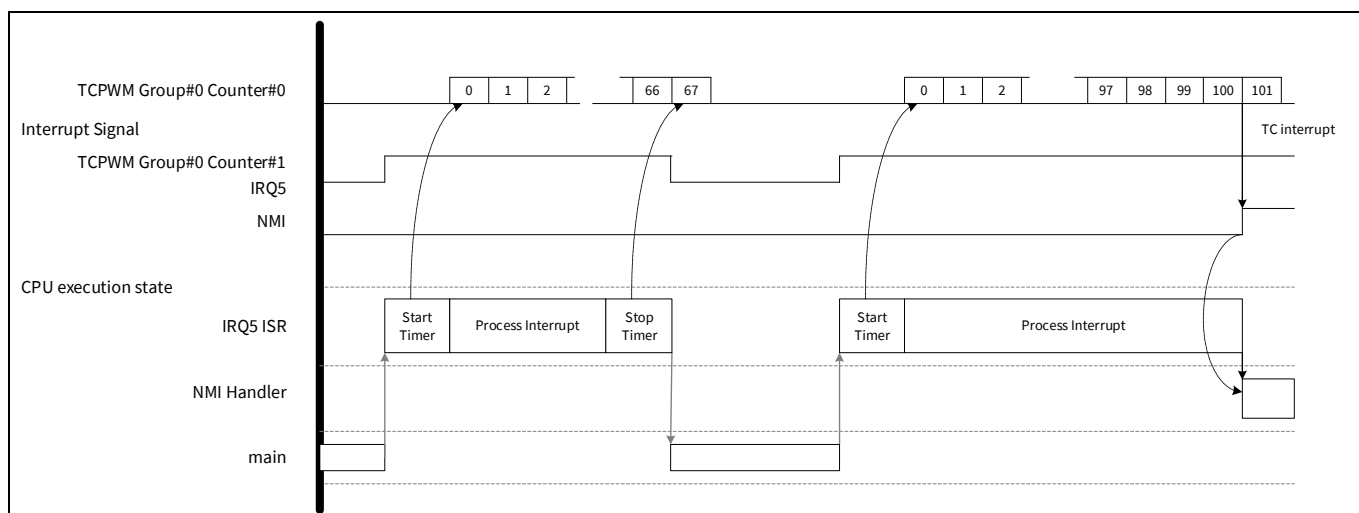 TCPWM Group#0 Counter#0
0 1 2 66 67 0 1 2 97 98 99 100 101
Interrupt Signal
TC interrupt
TCPWM Group#0 Counter#1
IRQ5
NMI
CPU execution state
IRQ5 ISR
Start
Timer
Process Interrupt
Stop
Timer
Start
Timer
Process Interrupt
NMI Handler
main